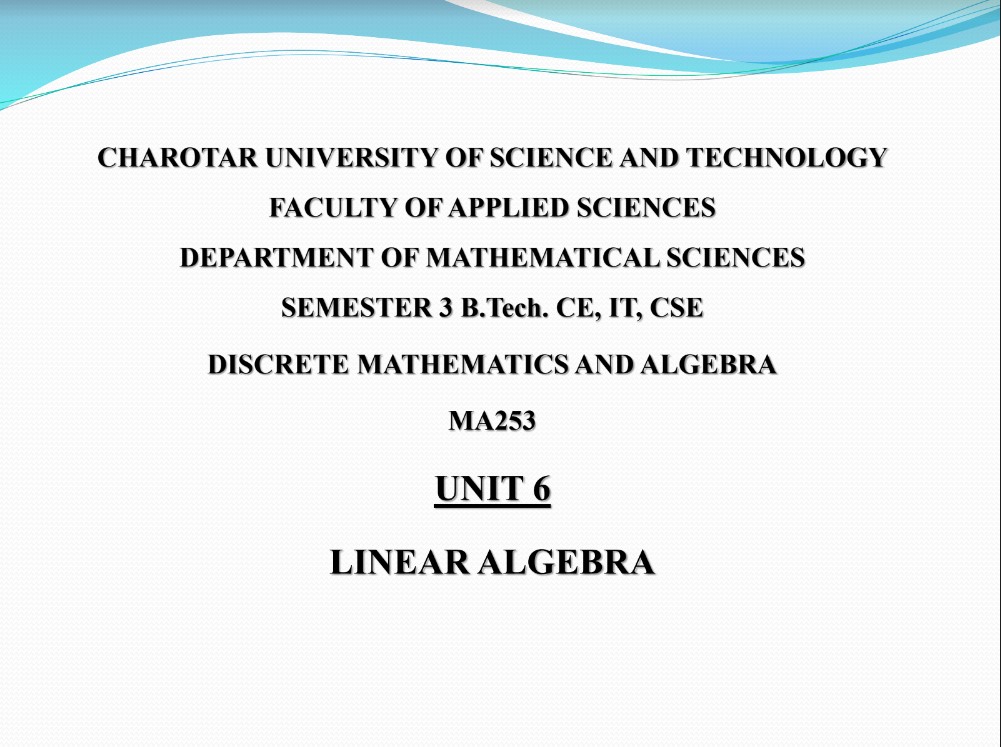 CHAROTAR UNIVERSITY OF SCIENCE AND TECHNOLOGY
FACULTY OF APPLIED SCIENCES
DEPARTMENT OF MATHEMATICAL SCIENCES
SEMESTER 3 B.Tech. CE, IT, CSE
DISCRETE MATHEMATICS AND ALGEBRA
MA253
UNIT 6
LINEAR ALGEBRA